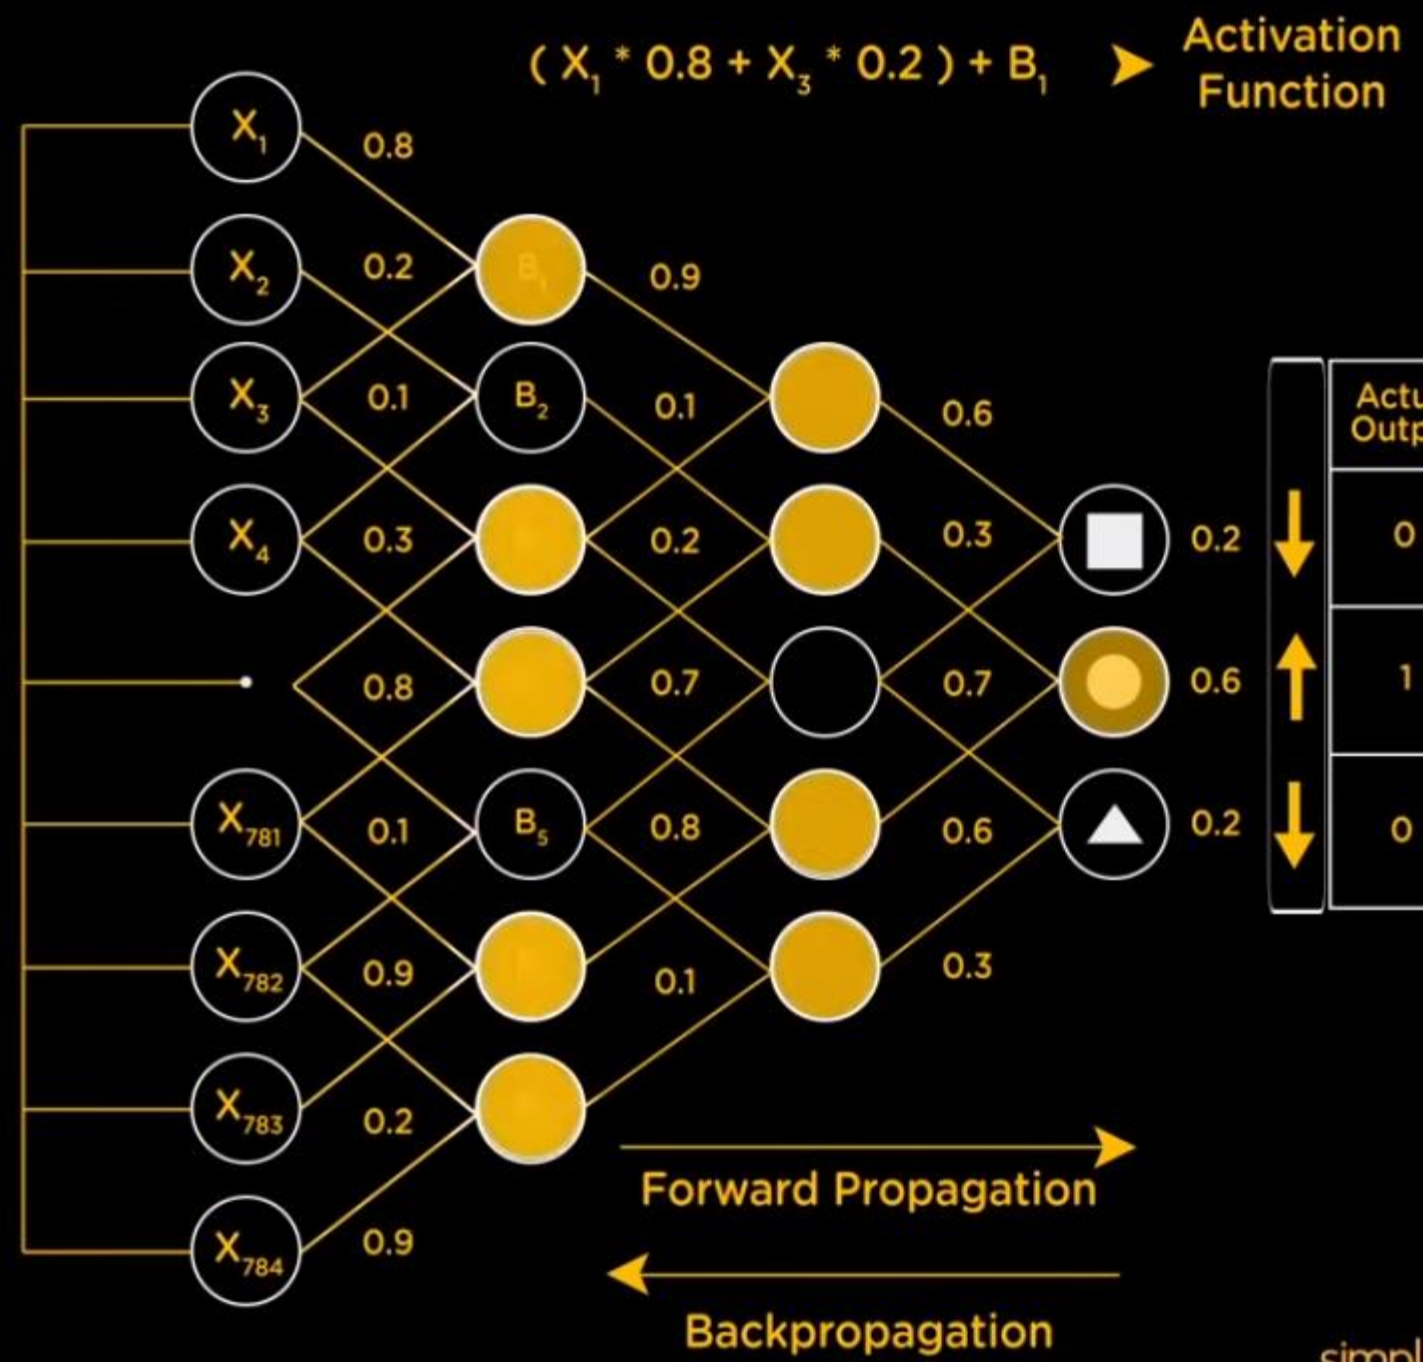 ( X₁ * 0.8 + X₃ * 0.2 ) + B₁
Activation
Function
X₁
0.8
X₂
0.2
B₁
0.9
X₃
0.1
B₂
0.1
0.6
X₄
0.3
0.2
0.3
0.2
0.8
0.7
0.7
0.6
X₇₈₁
0.1
B₅
0.8
0.6
0.2
X₇₈₂
0.9
0.1
0.3
X₇₈₃
0.2
X₇₈₄
0.9
Actu
Outp
0
1
0
Forward Propagation
Backpropagation
simpl